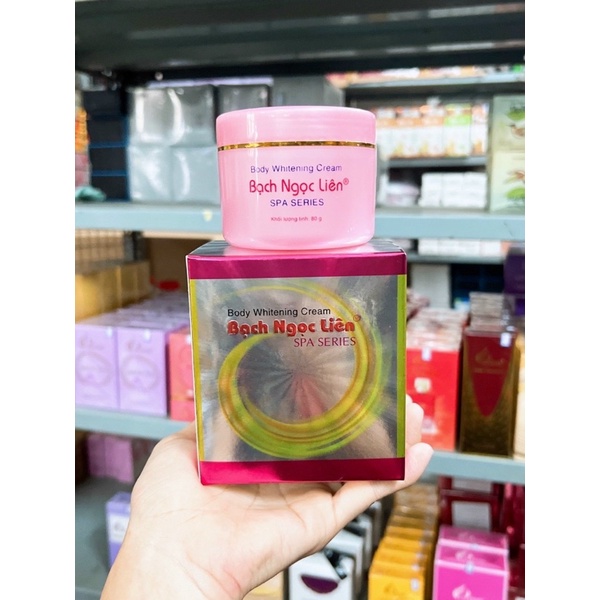 Body Whitening Cream
Bạch Ngọc Liên®
SPA SERIES
Khối lượng tịnh: 80 g
Body Whitening Cream
Bạch Ngọc Liên®
SPA SERIES